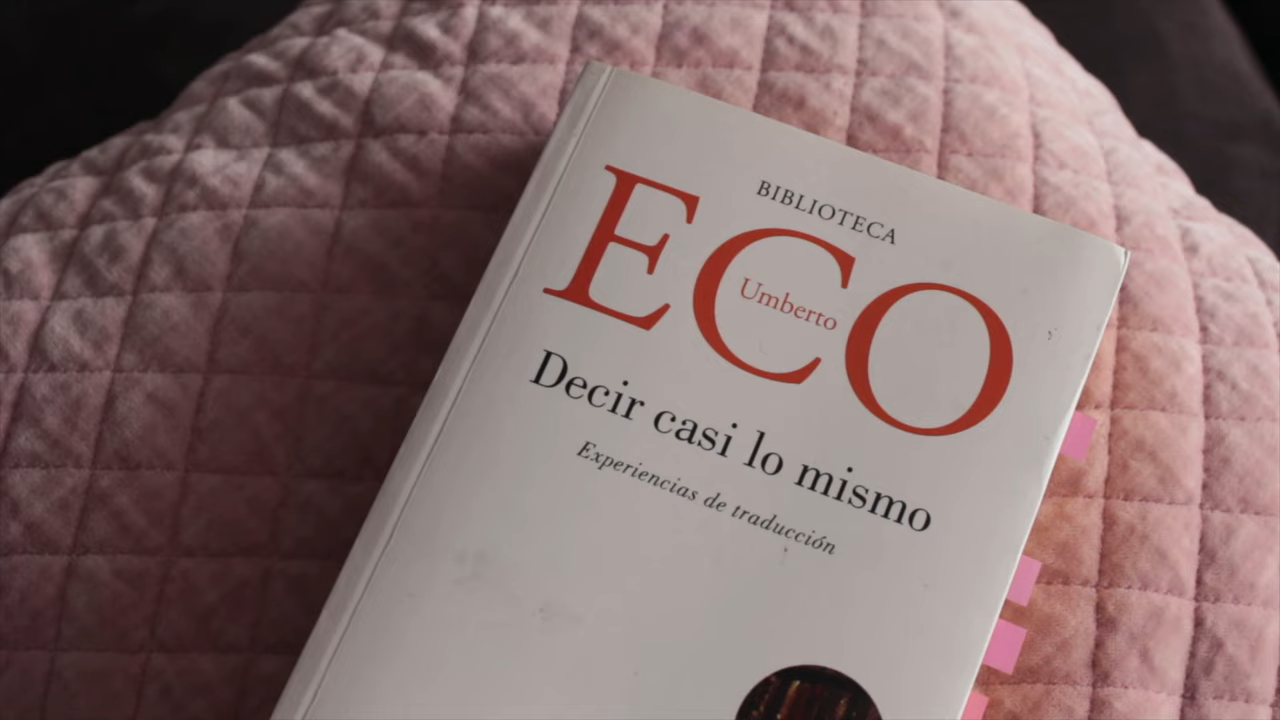 BIBLIOTECA
ECO
Umberto
Decir casi lo mismo
Experiencias de traducción